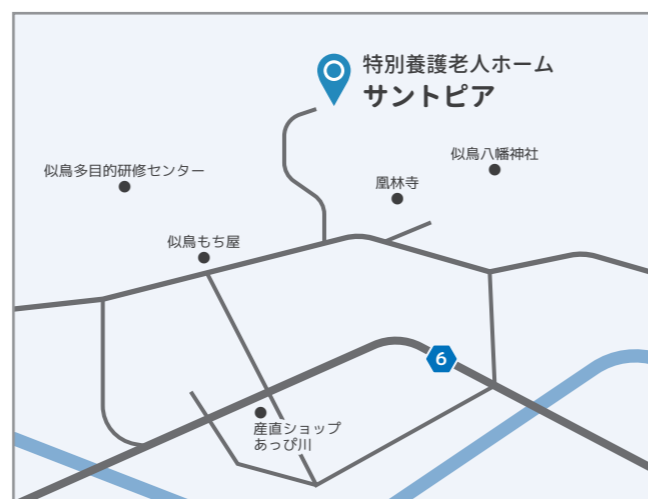 特別養護老人ホーム
サントピア
似鳥八幡神社
似鳥多目的研修センター
凰林寺
似鳥もち屋
6
産直ショップ
あっぴ川